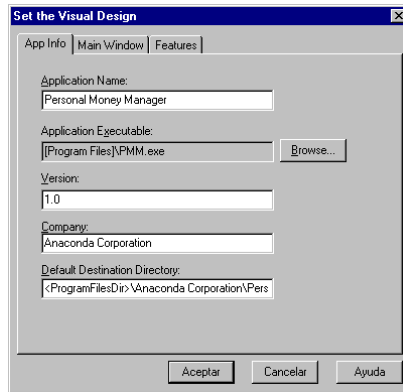 Set the Visual Design
App Info Main Window Features
Application Name:
Personal Money Manager
Application Executable:
[Program Files]\PMM.exe Browse...
Version:
1.0
Company:
Anaconda Corporation
Default Destination Directory:
<ProgramFilesDir>\Anaconda Corporation\Pers
Aceptar Cancelar Ayuda